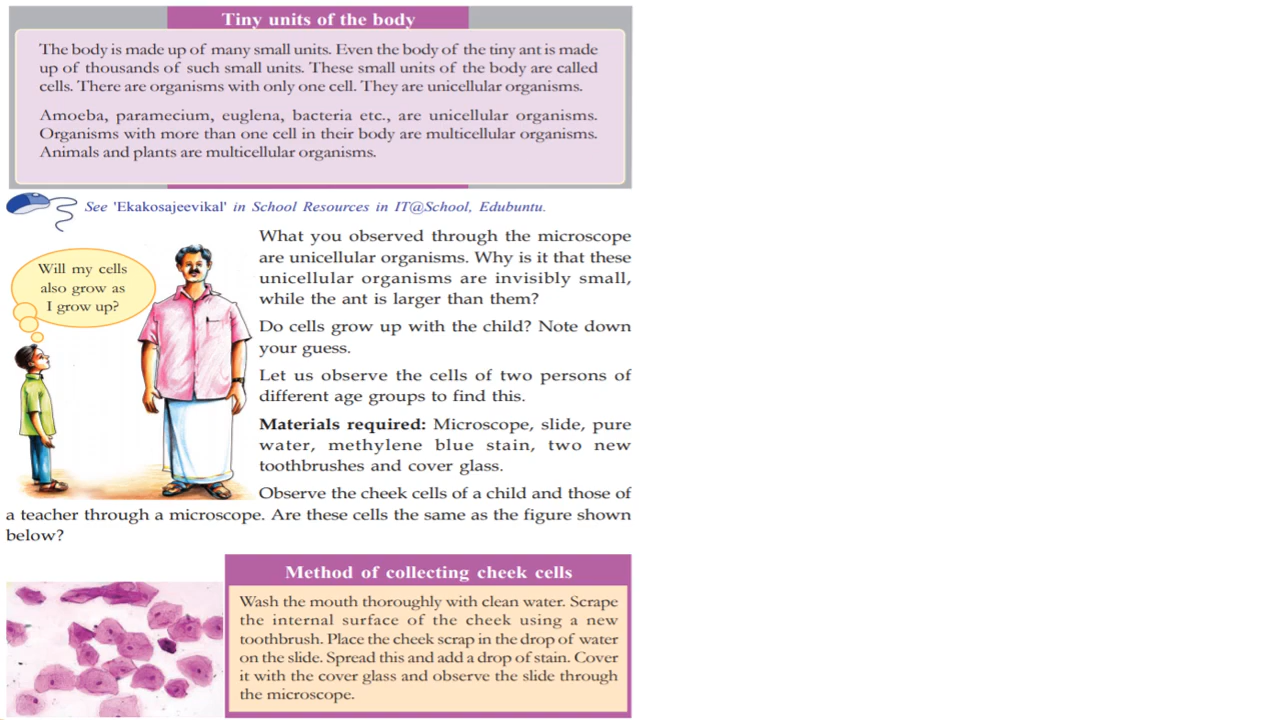 Tiny units of the body
The body is made up of many small units. Even the body of the tiny ant is made
up of thousands of such small units. These small units of the body are called
cells. There are organisms with only one cell. They are unicellular organisms.
Amoeba, paramecium, euglena, bacteria etc., are unicellular organisms.
Organisms with more than one cell in their body are multicellular organisms.
Animals and plants are multicellular organisms.
See 'Ekakosajeevikal' in School Resources in IT@School, Edubuntu.
Will my cells
also grow as
I grow up?
What you observed through the microscope
are unicellular organisms. Why is it that these
unicellular organisms are invisibly small,
while the ant is larger than them?
Do cells grow up with the child? Note down
your guess.
Let us observe the cells of two persons of
different age groups to find this.
Materials required: Microscope, slide, pure
water, methylene blue stain, two new
toothbrushes and cover glass.
Observe the cheek cells of a child and those of
a teacher through a microscope. Are these cells the same as the figure shown
below?
Method of collecting cheek cells
Wash the mouth thoroughly with clean water. Scrape
the internal surface of the cheek using a new
toothbrush. Place the cheek scrap in the drop of water
on the slide. Spread this and add a drop of stain. Cover
it with the cover glass and observe the slide through
the microscope.